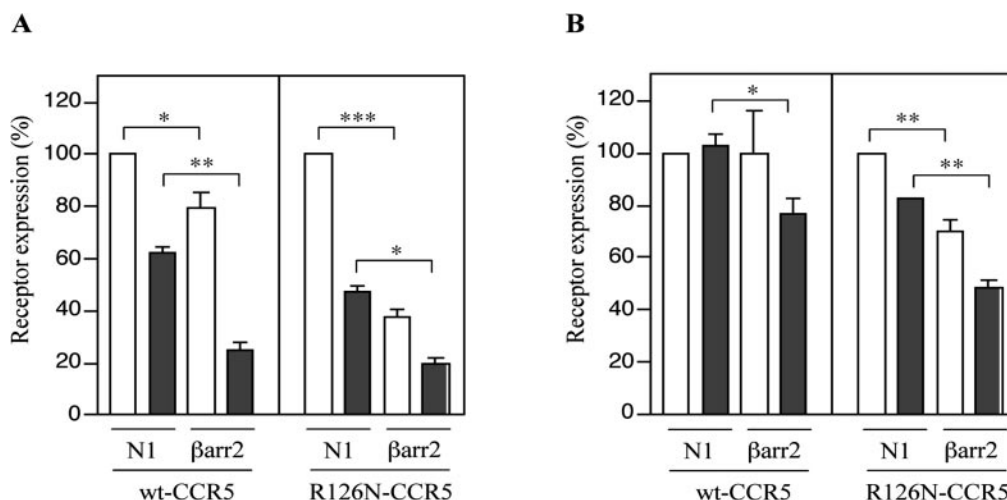 A
Receptor expression (%)
120
100
80
60
40
20
0
*
**
***
*
N1 βarr2 N1 βarr2
wt-CCR5 R126N-CCR5
B
Receptor expression (%)
120
100
80
60
40
20
0
*
**
**
N1 βarr2 N1 βarr2
wt-CCR5 R126N-CCR5